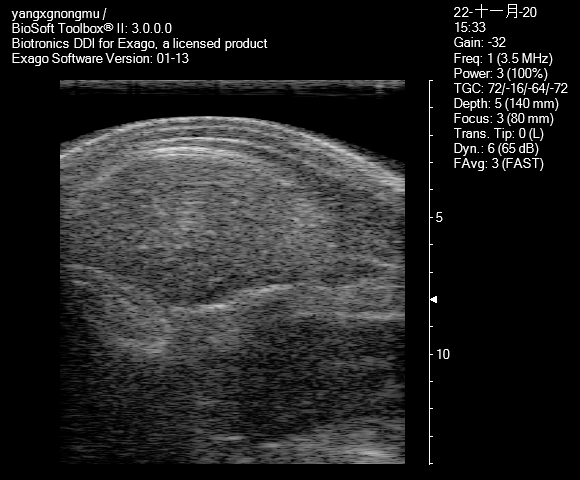 yangxgnongmu /
BioSoft Toolbox® II: 3.0.0.0
Biotronics DDI for Exago, a licensed product
Exago Software Version: 01-13
22-十一月-20
15:33
Gain: -32
Freq: 1 (3.5 MHz)
Power: 3 (100%)
TGC: 72/-16/-64/-72
Depth: 5 (140 mm)
Focus: 3 (80 mm)
Trans. Tip: 0 (L)
Dyn.: 6 (65 dB)
FAvg: 3 (FAST)
5
10